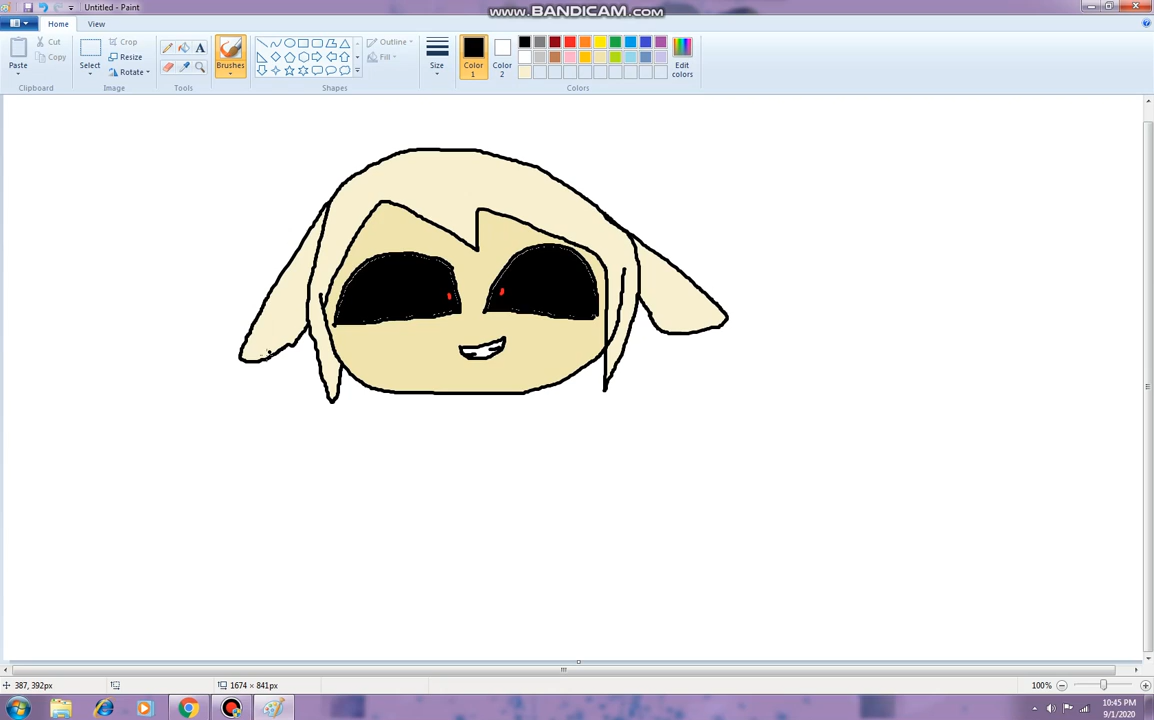 Untitled - Paint
www.BANDICAM.com
Home
View
Paste
Cut
Copy
Clipboard
Select
Crop
Resize
Rotate
Image
Tools
Brushes
Outline
Fill
Shapes
Size
Color
1
Color
2
Edit
colors
Colors
387, 392px
1674 × 841px
100%
10:45 PM
9/1/2020